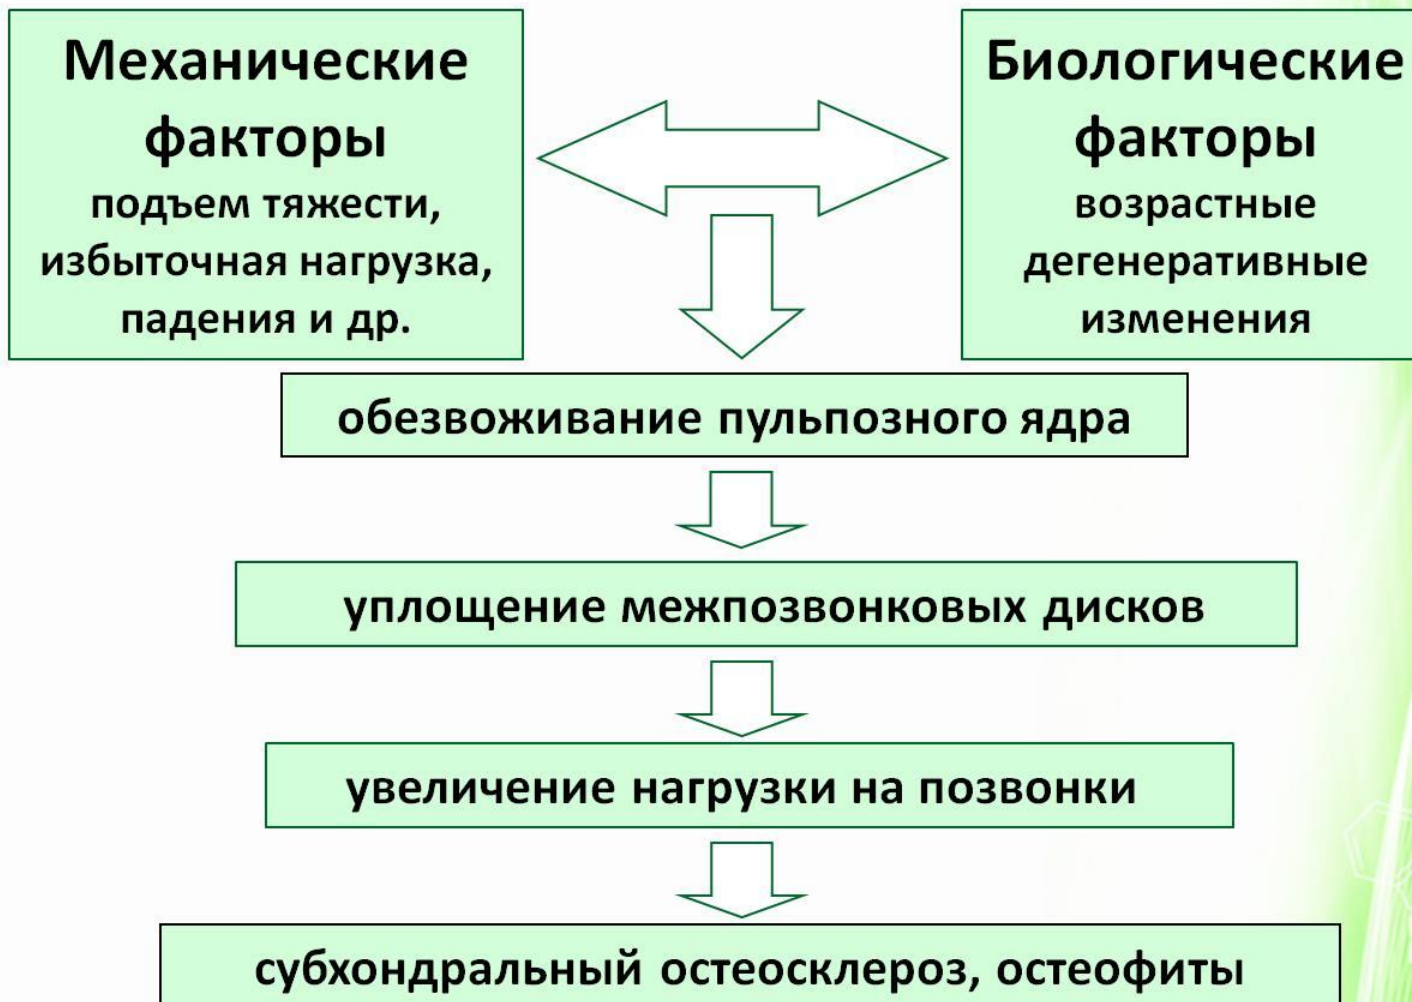 Механические
факторы
подъем тяжести,
избыточная нагрузка,
падения и др.
Биологические
факторы
возрастные
дегенеративные
изменения
обезвоживание пульпозного ядра
уплощение межпозвонковых дисков
увеличение нагрузки на позвонки
субхондральный остеосклероз, остеофиты